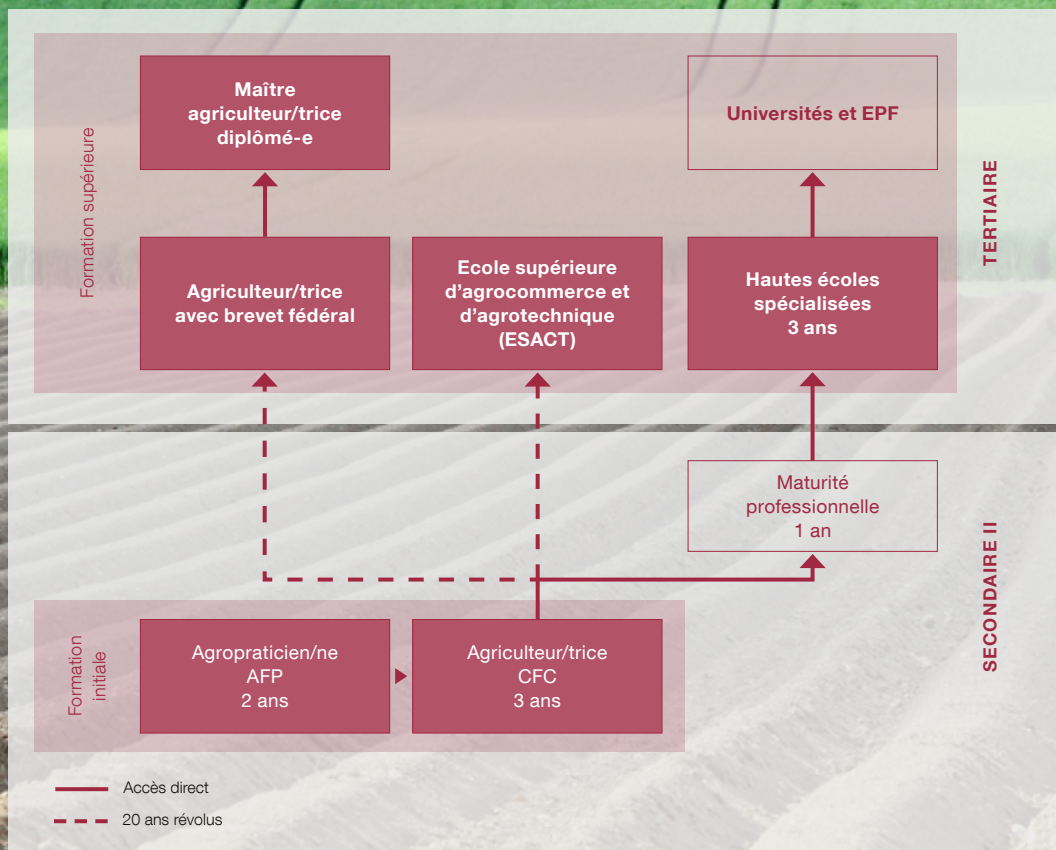 Maître
agriculteur/trice
diplômé-e
Universités et EPF
Formation supérieure
TERTIAIRE
Agriculteur/trice
avec brevet fédéral
Ecole supérieure
d'agrocommerce et
d'agrotechnique
(ESACT)
Hautes écoles
spécialisées
3 ans
Maturité
professionnelle
1 an
SECONDAIRE II
Formation
initiale
Agropraticien/ne
AFP
2 ans
Agriculteur/trice
CFC
3 ans
Accès direct
20 ans révolus